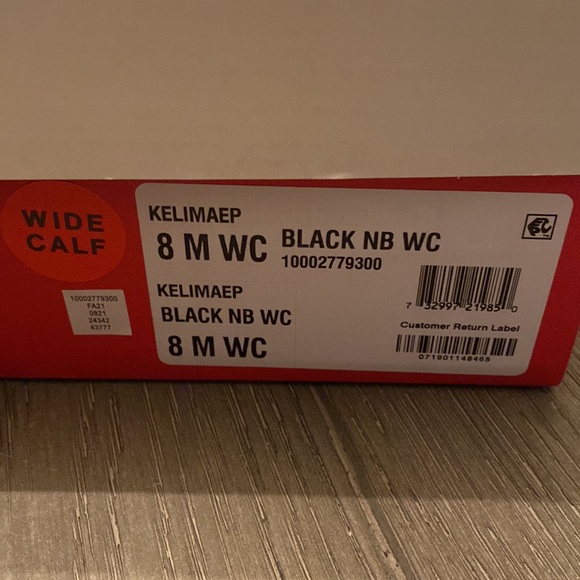 WIDE
CALF
10002779300
FA21
0821
24342
43777
KELIMAEP
8 M WC BLACK NB WC
10002779300
KELIMAEP
BLACK NB WC
8 M WC
7 32997 21985 0
Customer Return Label
071901148465